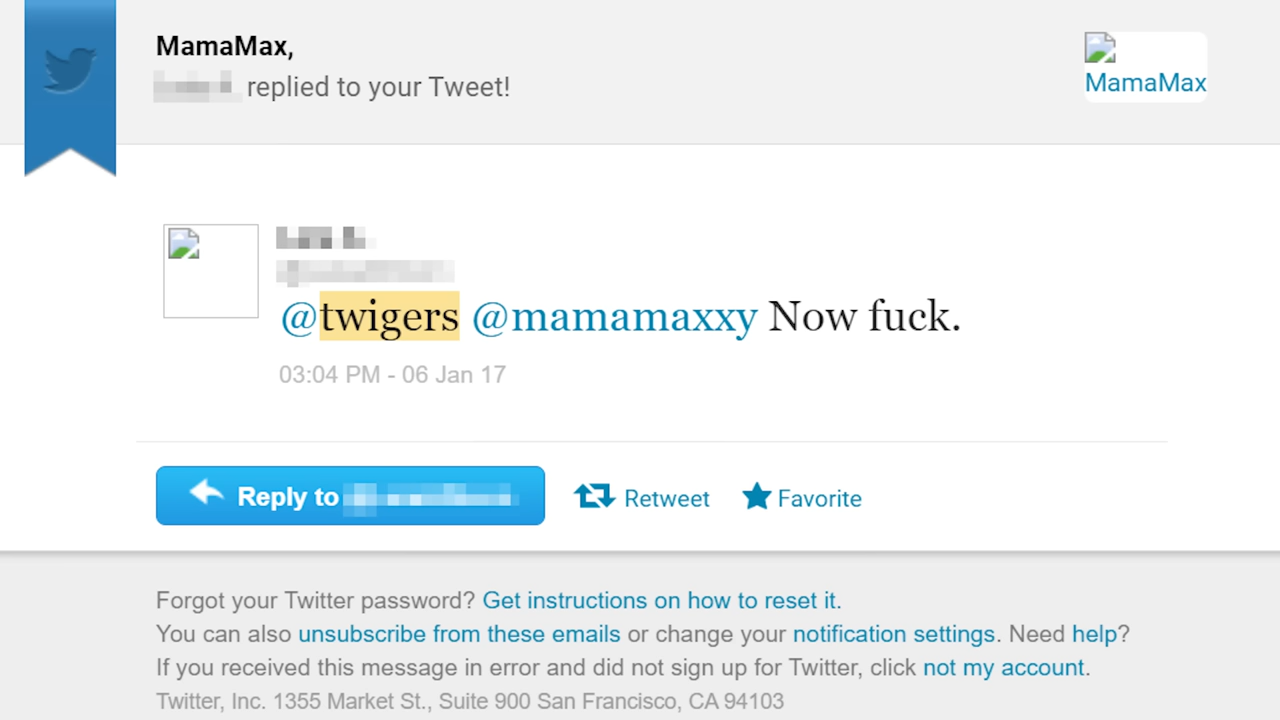 MamaMax,
replied to your Tweet!
MamaMax
@twigers @mamamaxxy Now fuck.
03:04 PM - 06 Jan 17
Reply to
Retweet
Favorite
Forgot your Twitter password? Get instructions on how to reset it.
You can also unsubscribe from these emails or change your notification settings. Need help?
If you received this message in error and did not sign up for Twitter, click not my account.
Twitter, Inc. 1355 Market St., Suite 900 San Francisco, CA 94103